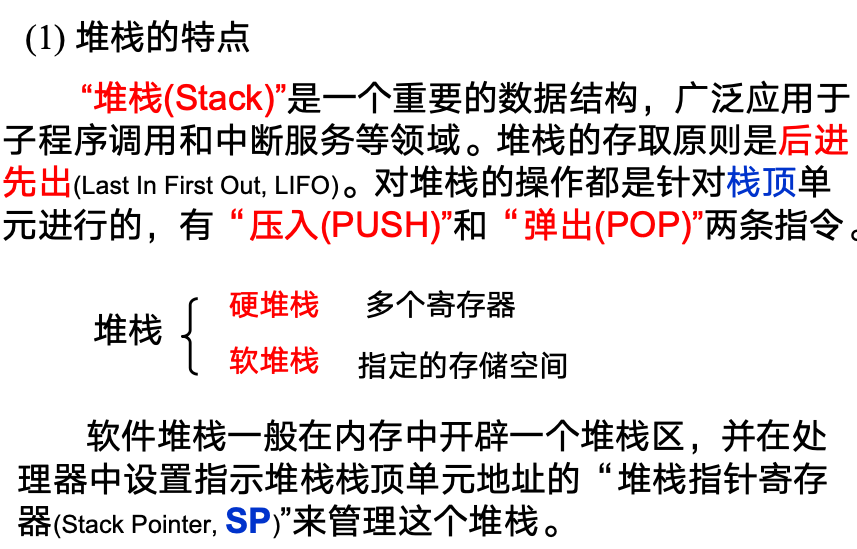 (1) 堆栈的特点
“堆栈(Stack)”是一个重要的数据结构，广泛应用于
子程序调用和中断服务等领域。堆栈的存取原则是后进
先出(Last In First Out, LIFO)。对堆栈的操作都是针对栈顶单
元进行的，有“压入(PUSH)”和“弹出(POP)”两条指令。
硬堆栈 多个寄存器
堆栈
软堆栈 指定的存储空间
软件堆栈一般在内存中开辟一个堆栈区，并在处
理器中设置指示堆栈栈顶单元地址的“堆栈指针寄存
器(Stack Pointer, SP)”来管理这个堆栈。